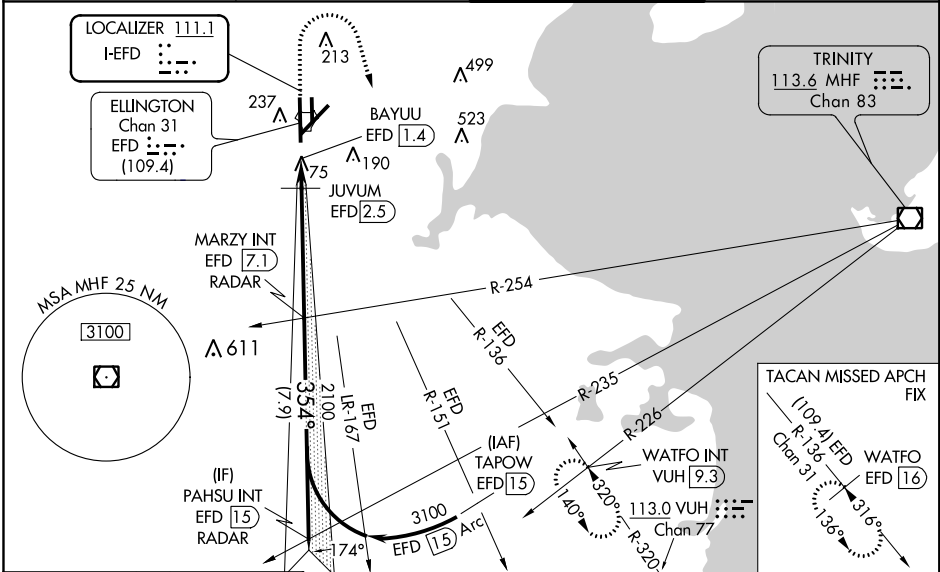 LOCALIZER 111.1
I-EFD
ELLINGTON
Chan 31
EFD
(109.4)
213
499
237
523
190
BAYUU
EFD 1.4
75
JUVUM
EFD 2.5
TRINITY
113.6 MHF
Chan 83
MARZY INT
EFD 7.1
RADAR
R-254
MSA MHF 25 NM
3100
611
EFD
R-136
EFD
R-151
EFD
LR-167
2100
354°
(7.9)
R-235
R-226
(IAF)
TAPOW
EFD 15
WATFO INT
VUH 9.3
(IF)
PAHSU INT
EFD 15
RADAR
174°
3100
EFD 15 Arc
320°
140°
113.0 VUH
Chan 77
R-320
TACAN MISSED APCH
FIX
(109.4) EFD
R-136
Chan 31
WATFO
EFD 16
316°
136°